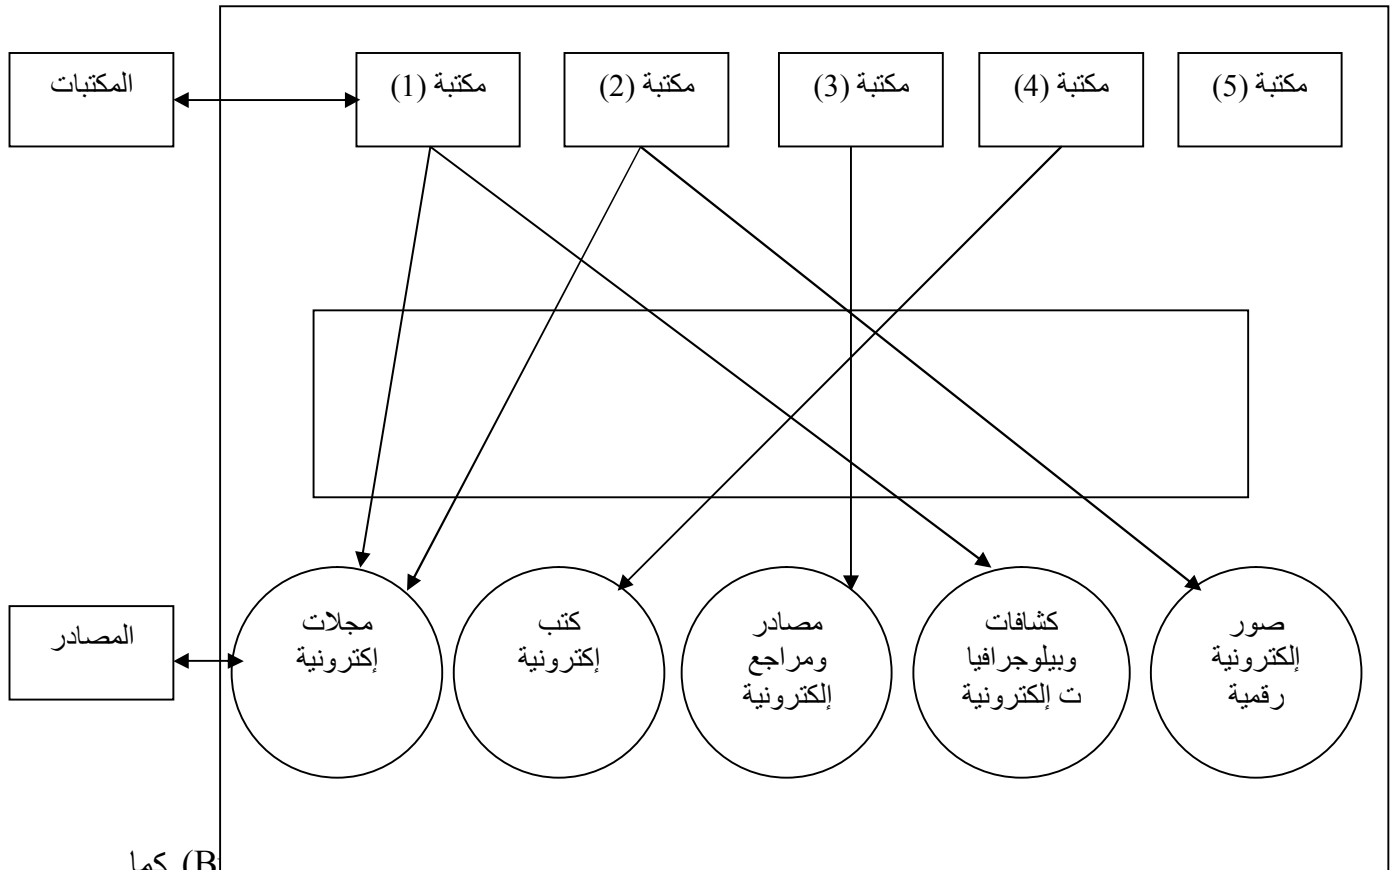 المكتبات
مكتبة (1)
مكتبة (2)
مكتبة (3)
مكتبة (4)
مكتبة (5)
المصادر
مجلات
إكترونية
كتب
إكترونية
مصادر
ومراجع
إلكترونية
كشافات
وبيلوجرافيا
ت إلكترونية
صور
إلكترونية
رقمية
(B كما